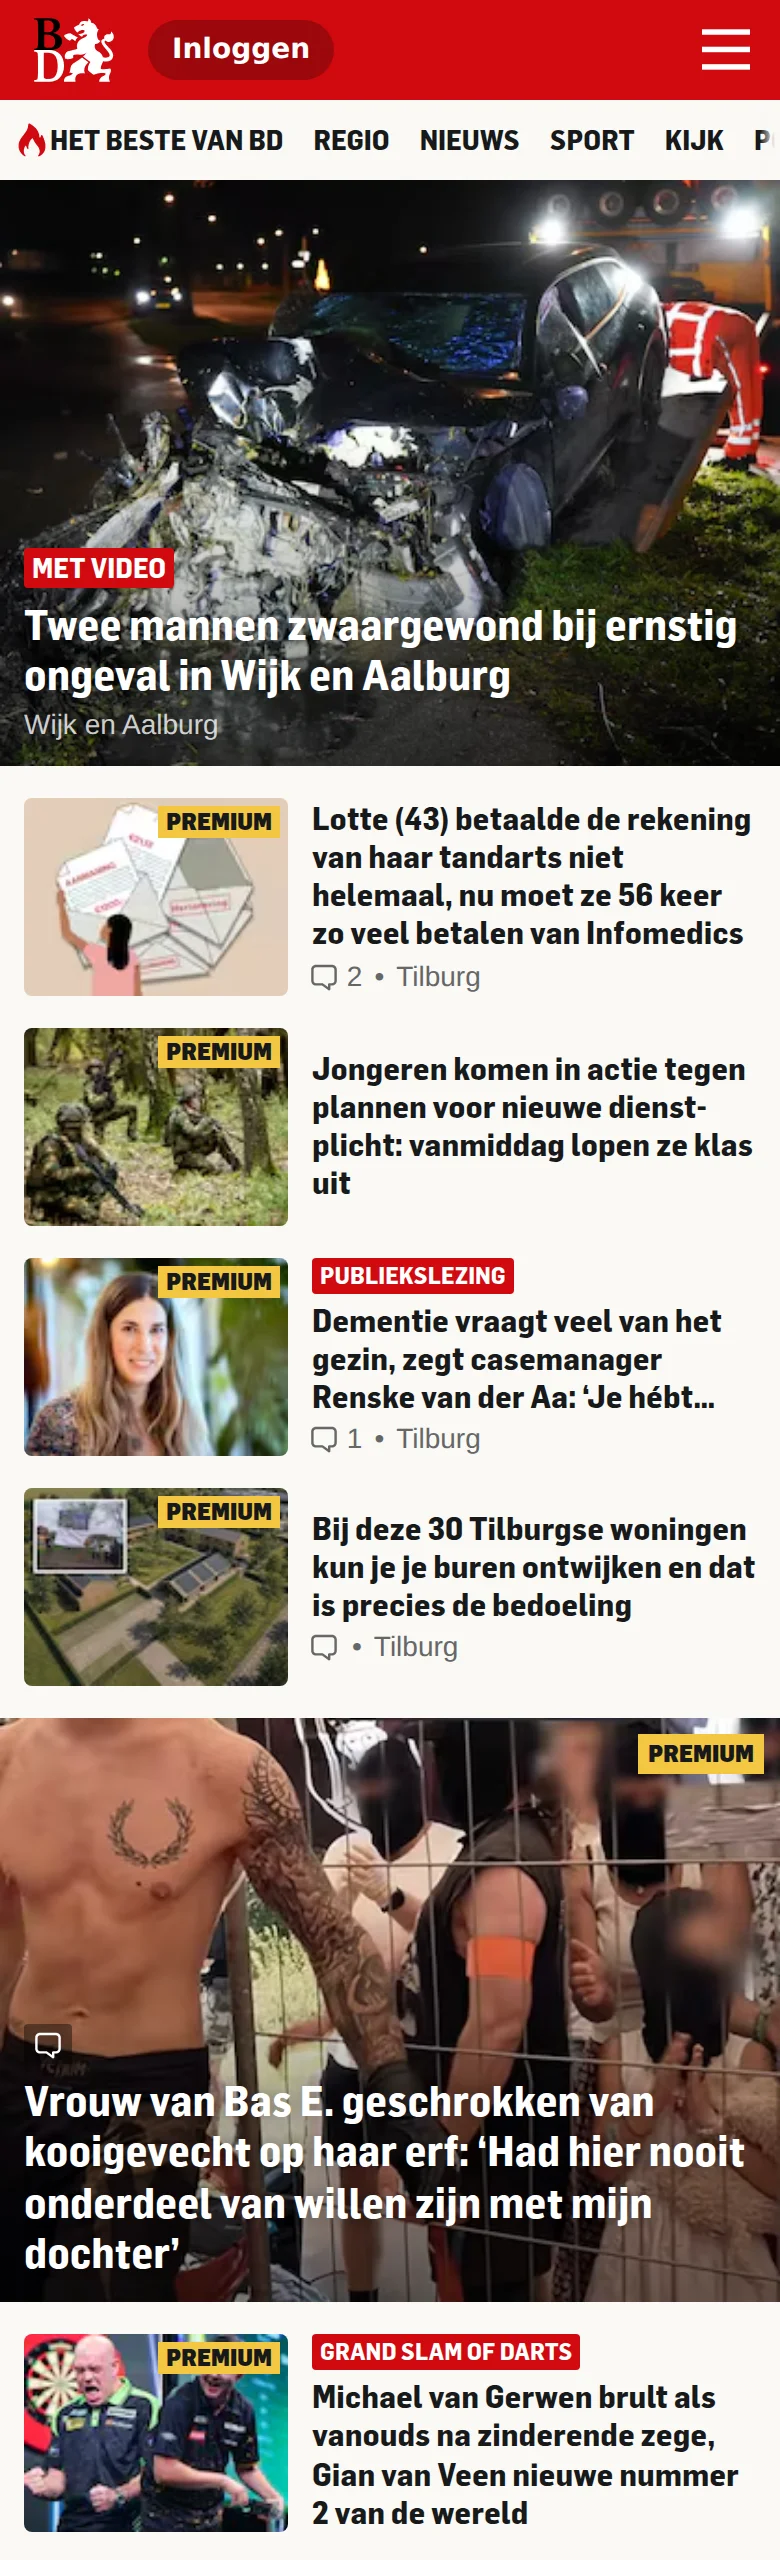 BD
Inloggen
HET BESTE VAN BD REGIO NIEUWS SPORT KIJK
MET VIDEO
Twee mannen zwaargewond bij ernstig
ongeval in Wijk en Aalburg
Wijk en Aalburg
PREMIUM
AANMANING
Herinnering
Lotte (43) betaalde de rekening
van haar tandarts niet
helemaal, nu moet ze 56 keer
zo veel betalen van Infomedics
2 • Tilburg
PREMIUM
Jongeren komen in actie tegen
plannen voor nieuwe dienst-
plicht: vanmiddag lopen ze klas
uit
PREMIUM
PUBLIEKSLEZING
Dementie vraagt veel van het
gezin, zegt casemanager
Renske van der Aa: ‘Je hébt...
1 • Tilburg
PREMIUM
Bij deze 30 Tilburgse woningen
kun je je buren ontwijken en dat
is precies de bedoeling
• Tilburg
PREMIUM
Vrouw van Bas E. geschrokken van
kooigevecht op haar erf: ‘Had hier nooit
onderdeel van willen zijn met mijn
dochter’
PREMIUM
GRAND SLAM OF DARTS
Michael van Gerwen brult als
vanouds na zinderende zege,
Gian van Veen nieuwe nummer
2 van de wereld